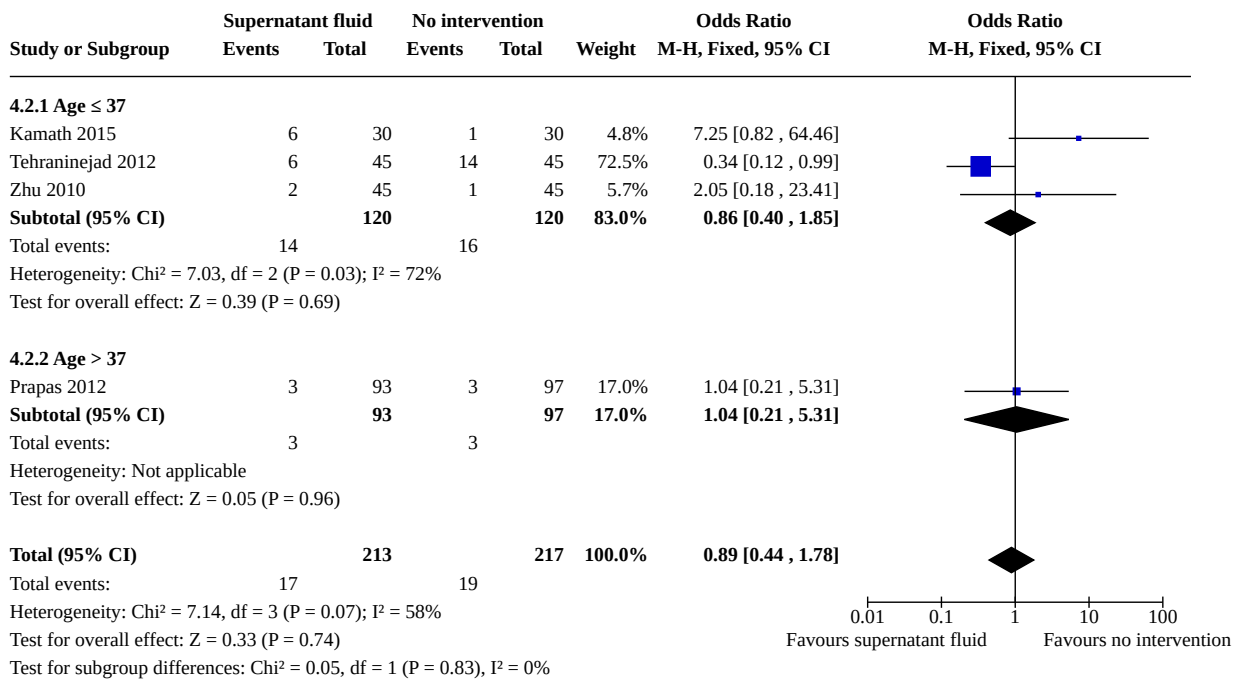 Supernatant fluid No intervention Odds Ratio Odds Ratio
Study or Subgroup Events Total Events Total Weight M-H, Fixed, 95% CI M-H, Fixed, 95% CI
4.2.1 Age ≤ 37
Kamath 2015 6 30 1 30 4.8% 7.25 [0.82 , 64.46]
Tehraninejad 2012 6 45 14 45 72.5% 0.34 [0.12 , 0.99]
Zhu 2010 2 45 1 45 5.7% 2.05 [0.18 , 23.41]
Subtotal (95% CI) 120 120 83.0% 0.86 [0.40 , 1.85]
Total events: 14 16
Heterogeneity: Chi² = 7.03, df = 2 (P = 0.03); I² = 72%
Test for overall effect: Z = 0.39 (P = 0.69)
4.2.2 Age > 37
Prapas 2012 3 93 3 97 17.0% 1.04 [0.21 , 5.31]
Subtotal (95% CI) 93 97 17.0% 1.04 [0.21 , 5.31]
Total events: 3 3
Heterogeneity: Not applicable
Test for overall effect: Z = 0.05 (P = 0.96)
Total (95% CI) 213 217 100.0% 0.89 [0.44 , 1.78]
Total events: 17 19
Heterogeneity: Chi² = 7.14, df = 3 (P = 0.07); I² = 58%
0.01 0.1 1 10 100
Test for overall effect: Z = 0.33 (P = 0.74)
Favours supernatant fluid Favours no intervention
Test for subgroup differences: Chi² = 0.05, df = 1 (P = 0.83), I² = 0%